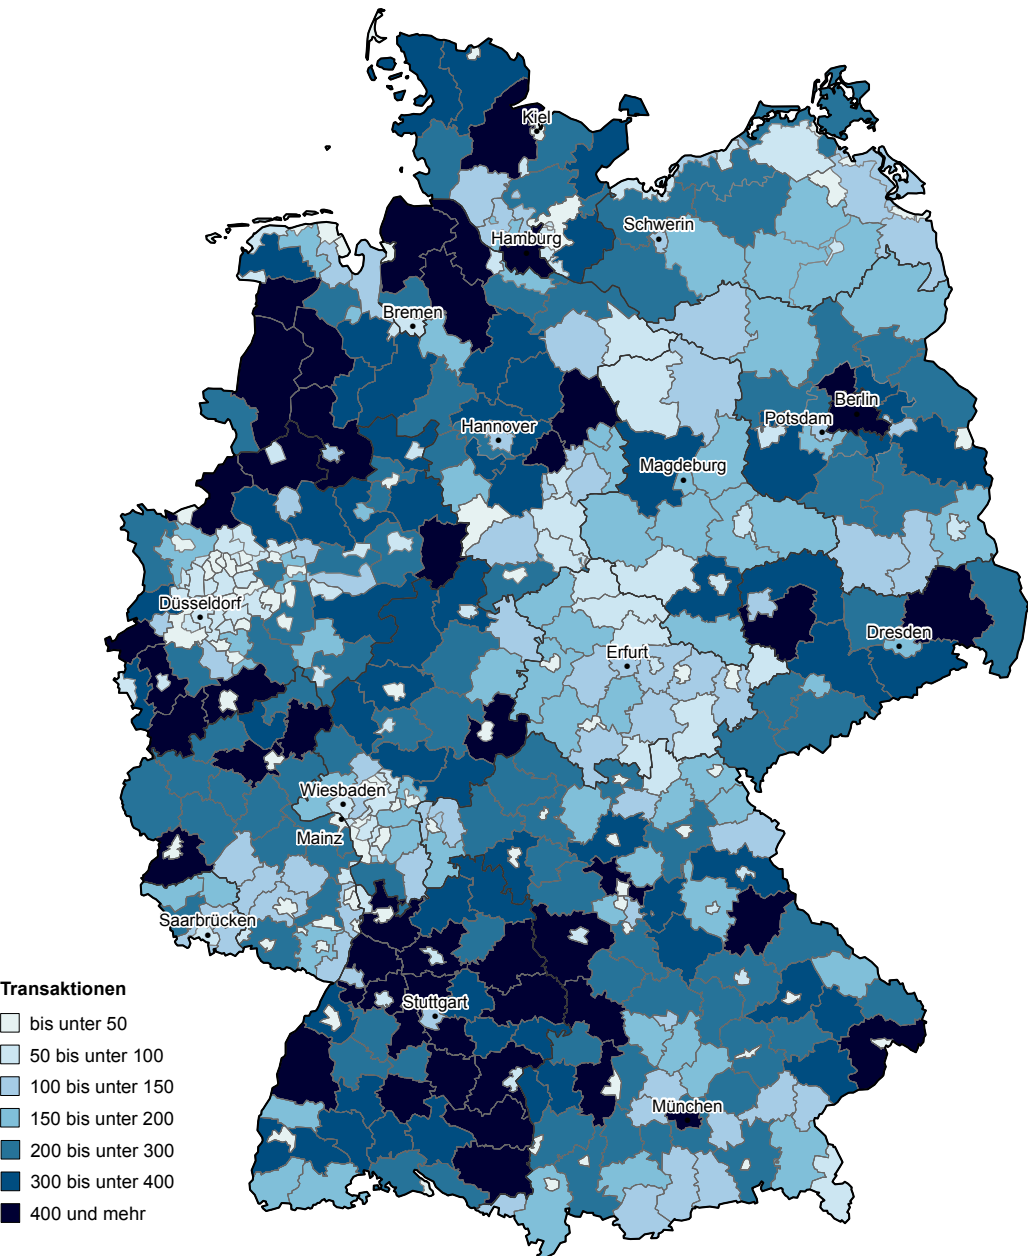 Kiel
Schwerin
Hamburg
Bremen
Berlin
Potsdam
Hannover
Magdeburg
Düsseldorf
Dresden
Erfurt
Wiesbaden
Mainz
Saarbrücken
Transaktionen
Stuttgart
bis unter 50
50 bis unter 100
100 bis unter 150
München
150 bis unter 200
200 bis unter 300
300 bis unter 400
400 und mehr